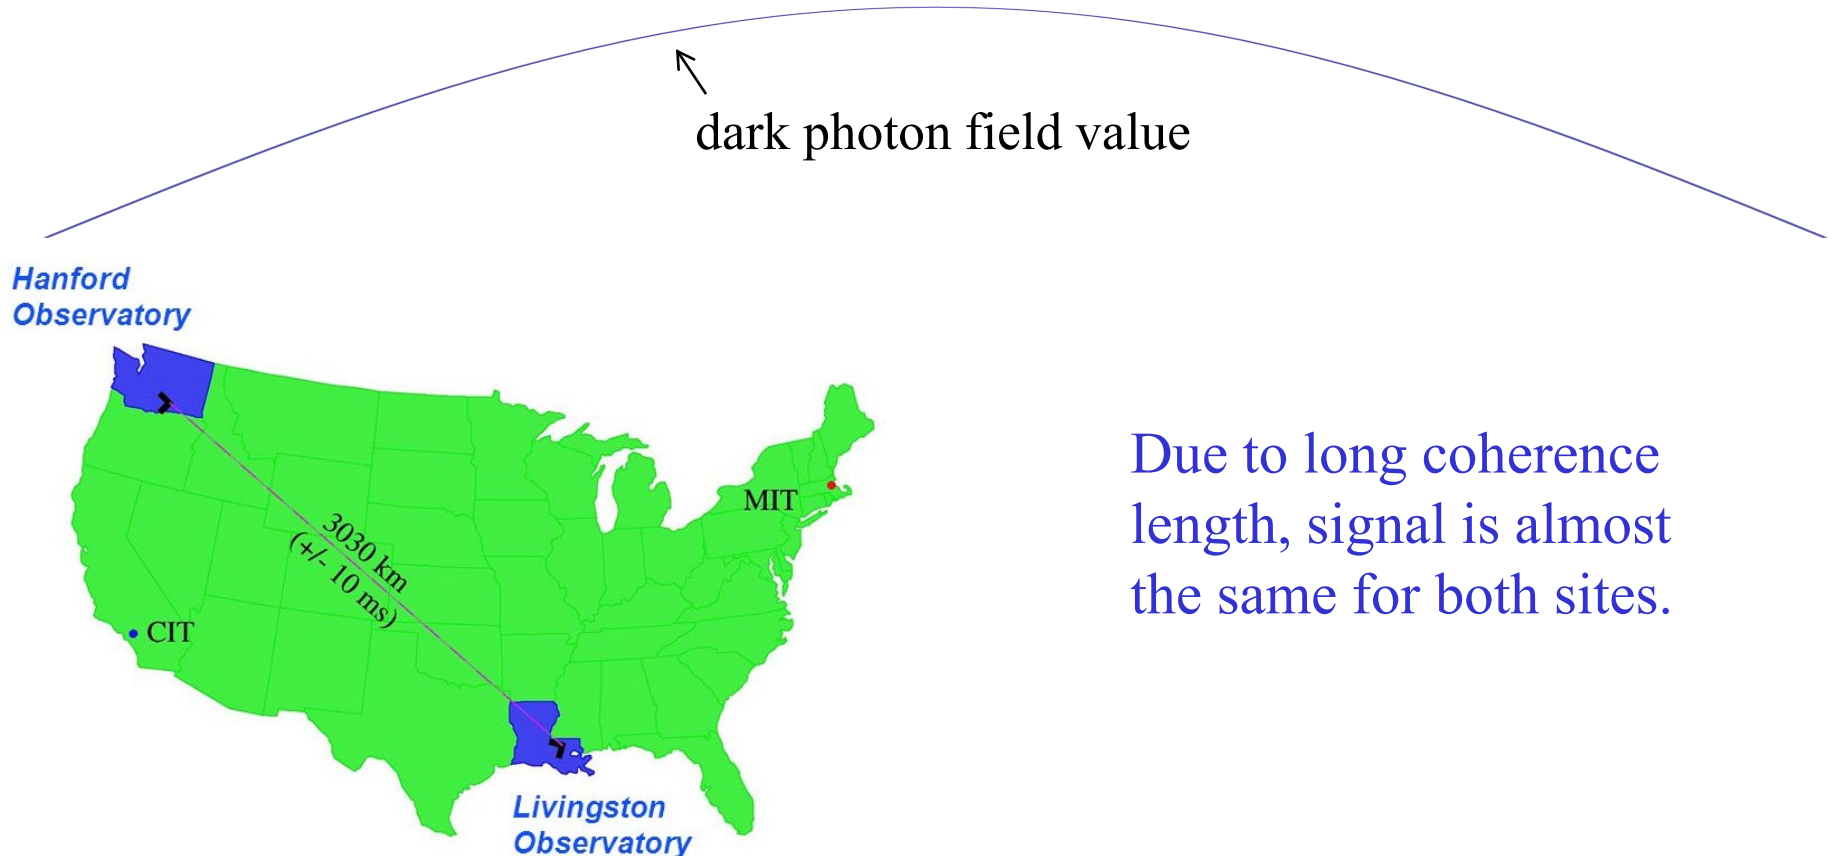 dark photon field value
Hanford
Observatory
MIT
3030 km
(+/- 10 ms)
CIT
Due to long coherence
length, signal is almost
the same for both sites.
Livingston
Observatory